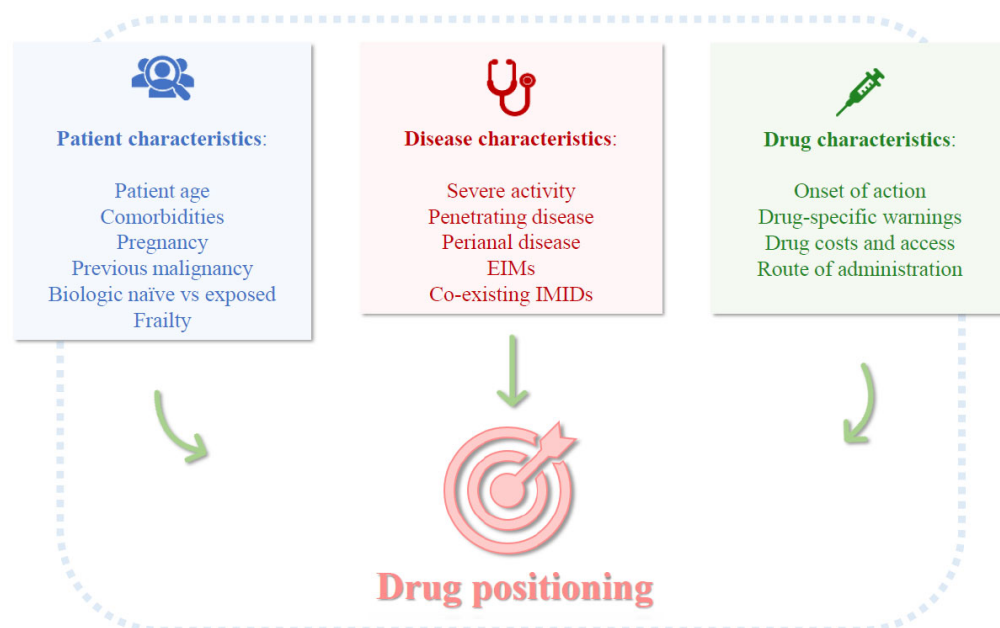 Patient characteristics:
Patient age
Comorbidities
Pregnancy
Previous malignancy
Biologic naïve vs exposed
Frailty
Disease characteristics:
Severe activity
Penetrating disease
Perianal disease
EIMs
Co-existing IMIDs
Drug characteristics:
Onset of action
Drug-specific warnings
Drug costs and access
Route of administration
Drug positioning